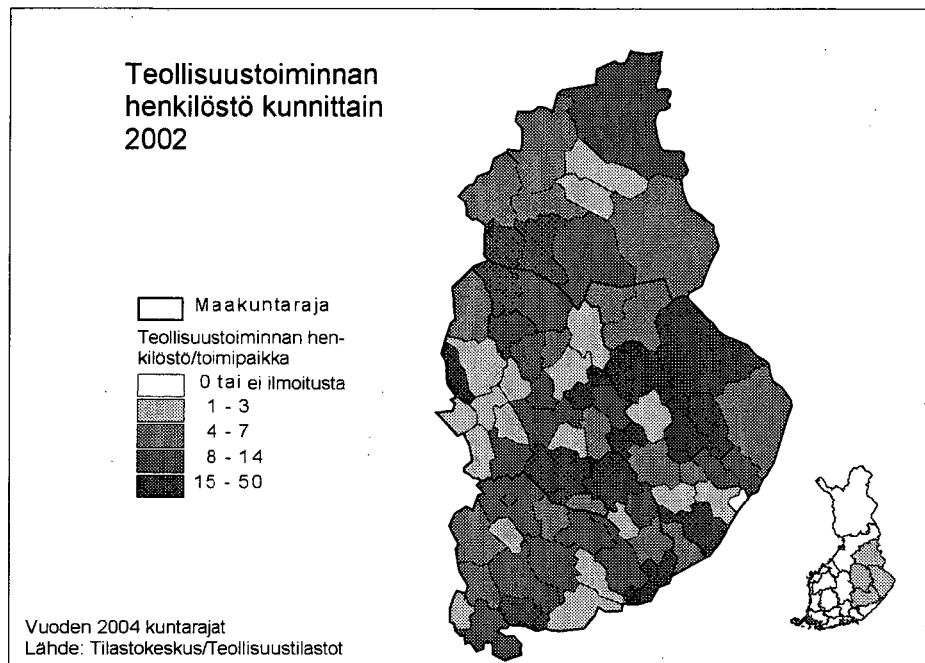 Teollisuustoiminnan
henkilöstö kunnittain
2002
Maakuntaraja
Teollisuustoiminnan hen-
kilöstö/toimipaikka
0 tai ei ilmoitusta
1 - 3
4 - 7
8 - 14
15 - 50
Vuoden 2004 kuntarajat
Lähde: Tilastokeskus/Teollisuustilastot